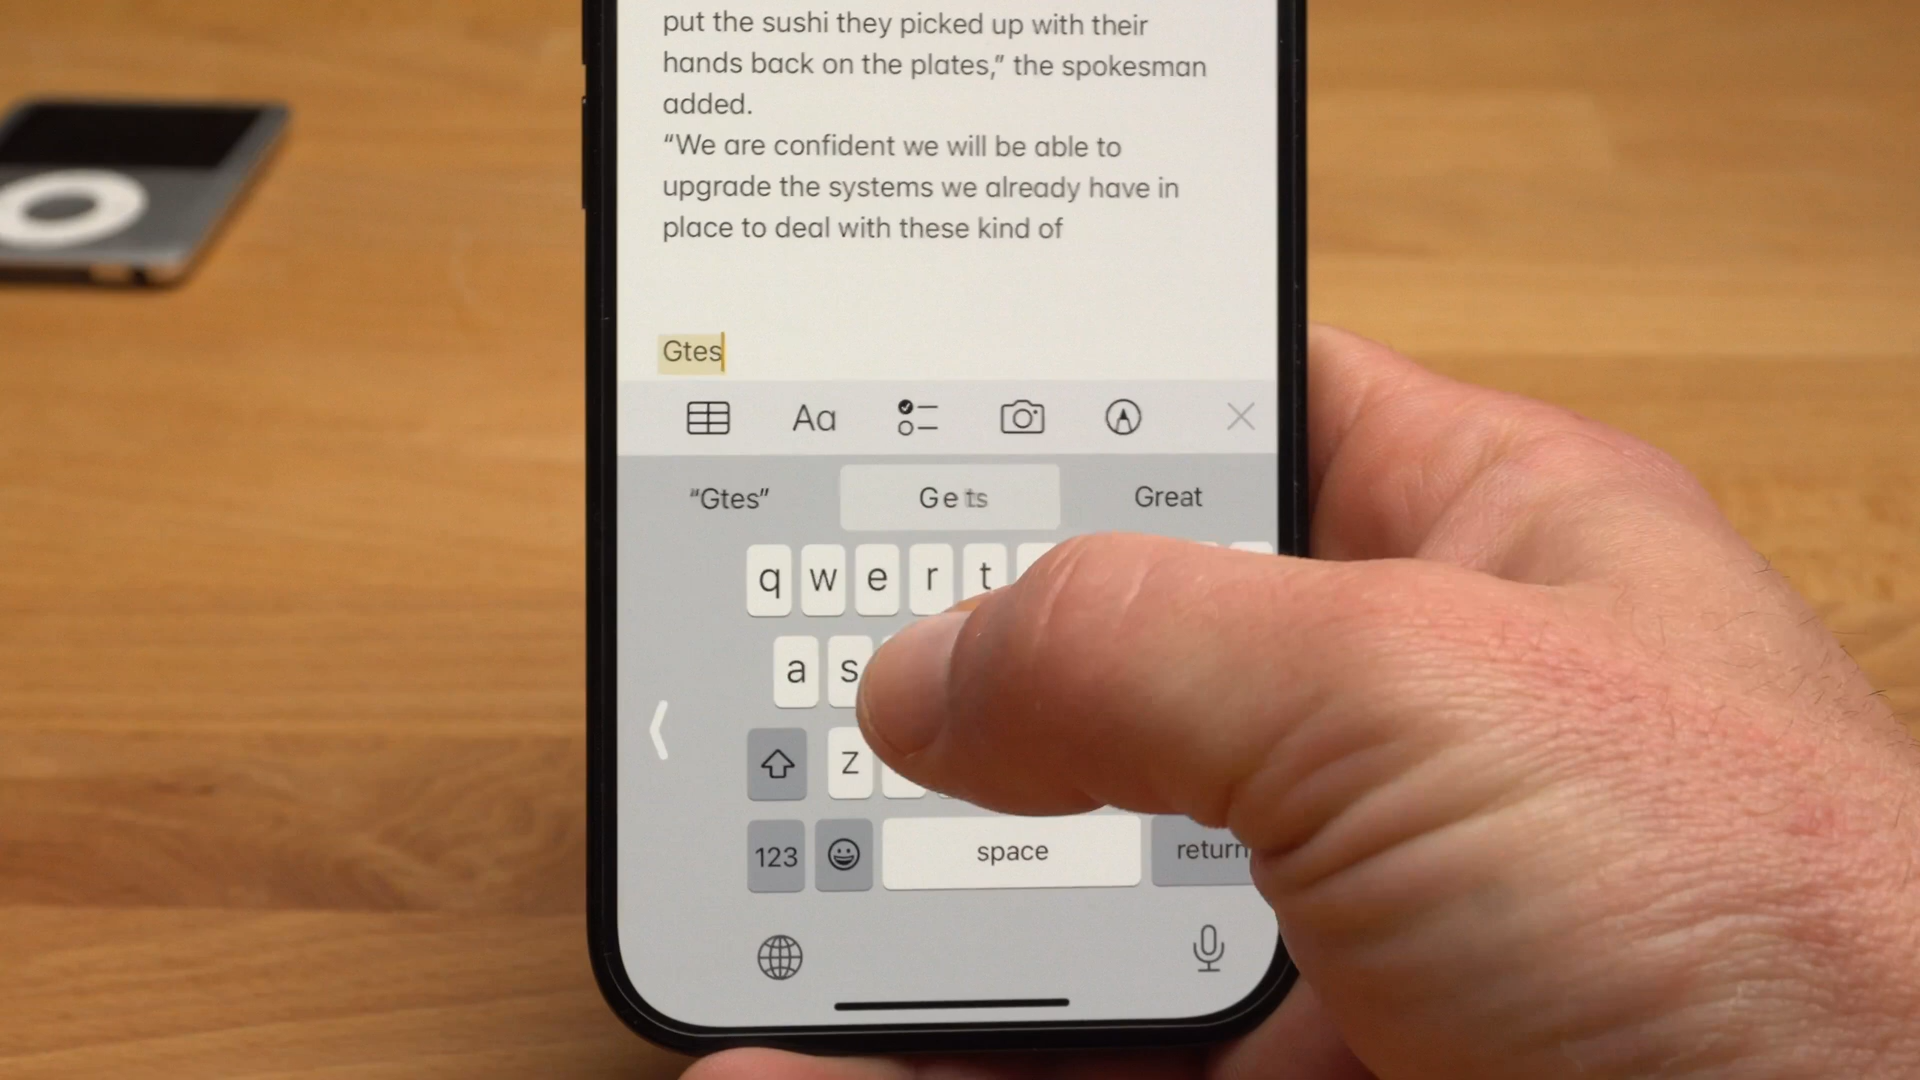 put the sushi they picked up with their
hands back on the plates,” the spokesman
added.
“We are confident we will be able to
upgrade the systems we already have in
place to deal with these kind of
Gtes
Aa
“Gtes” Gets Great
q w e r t
a s
z
123 space return